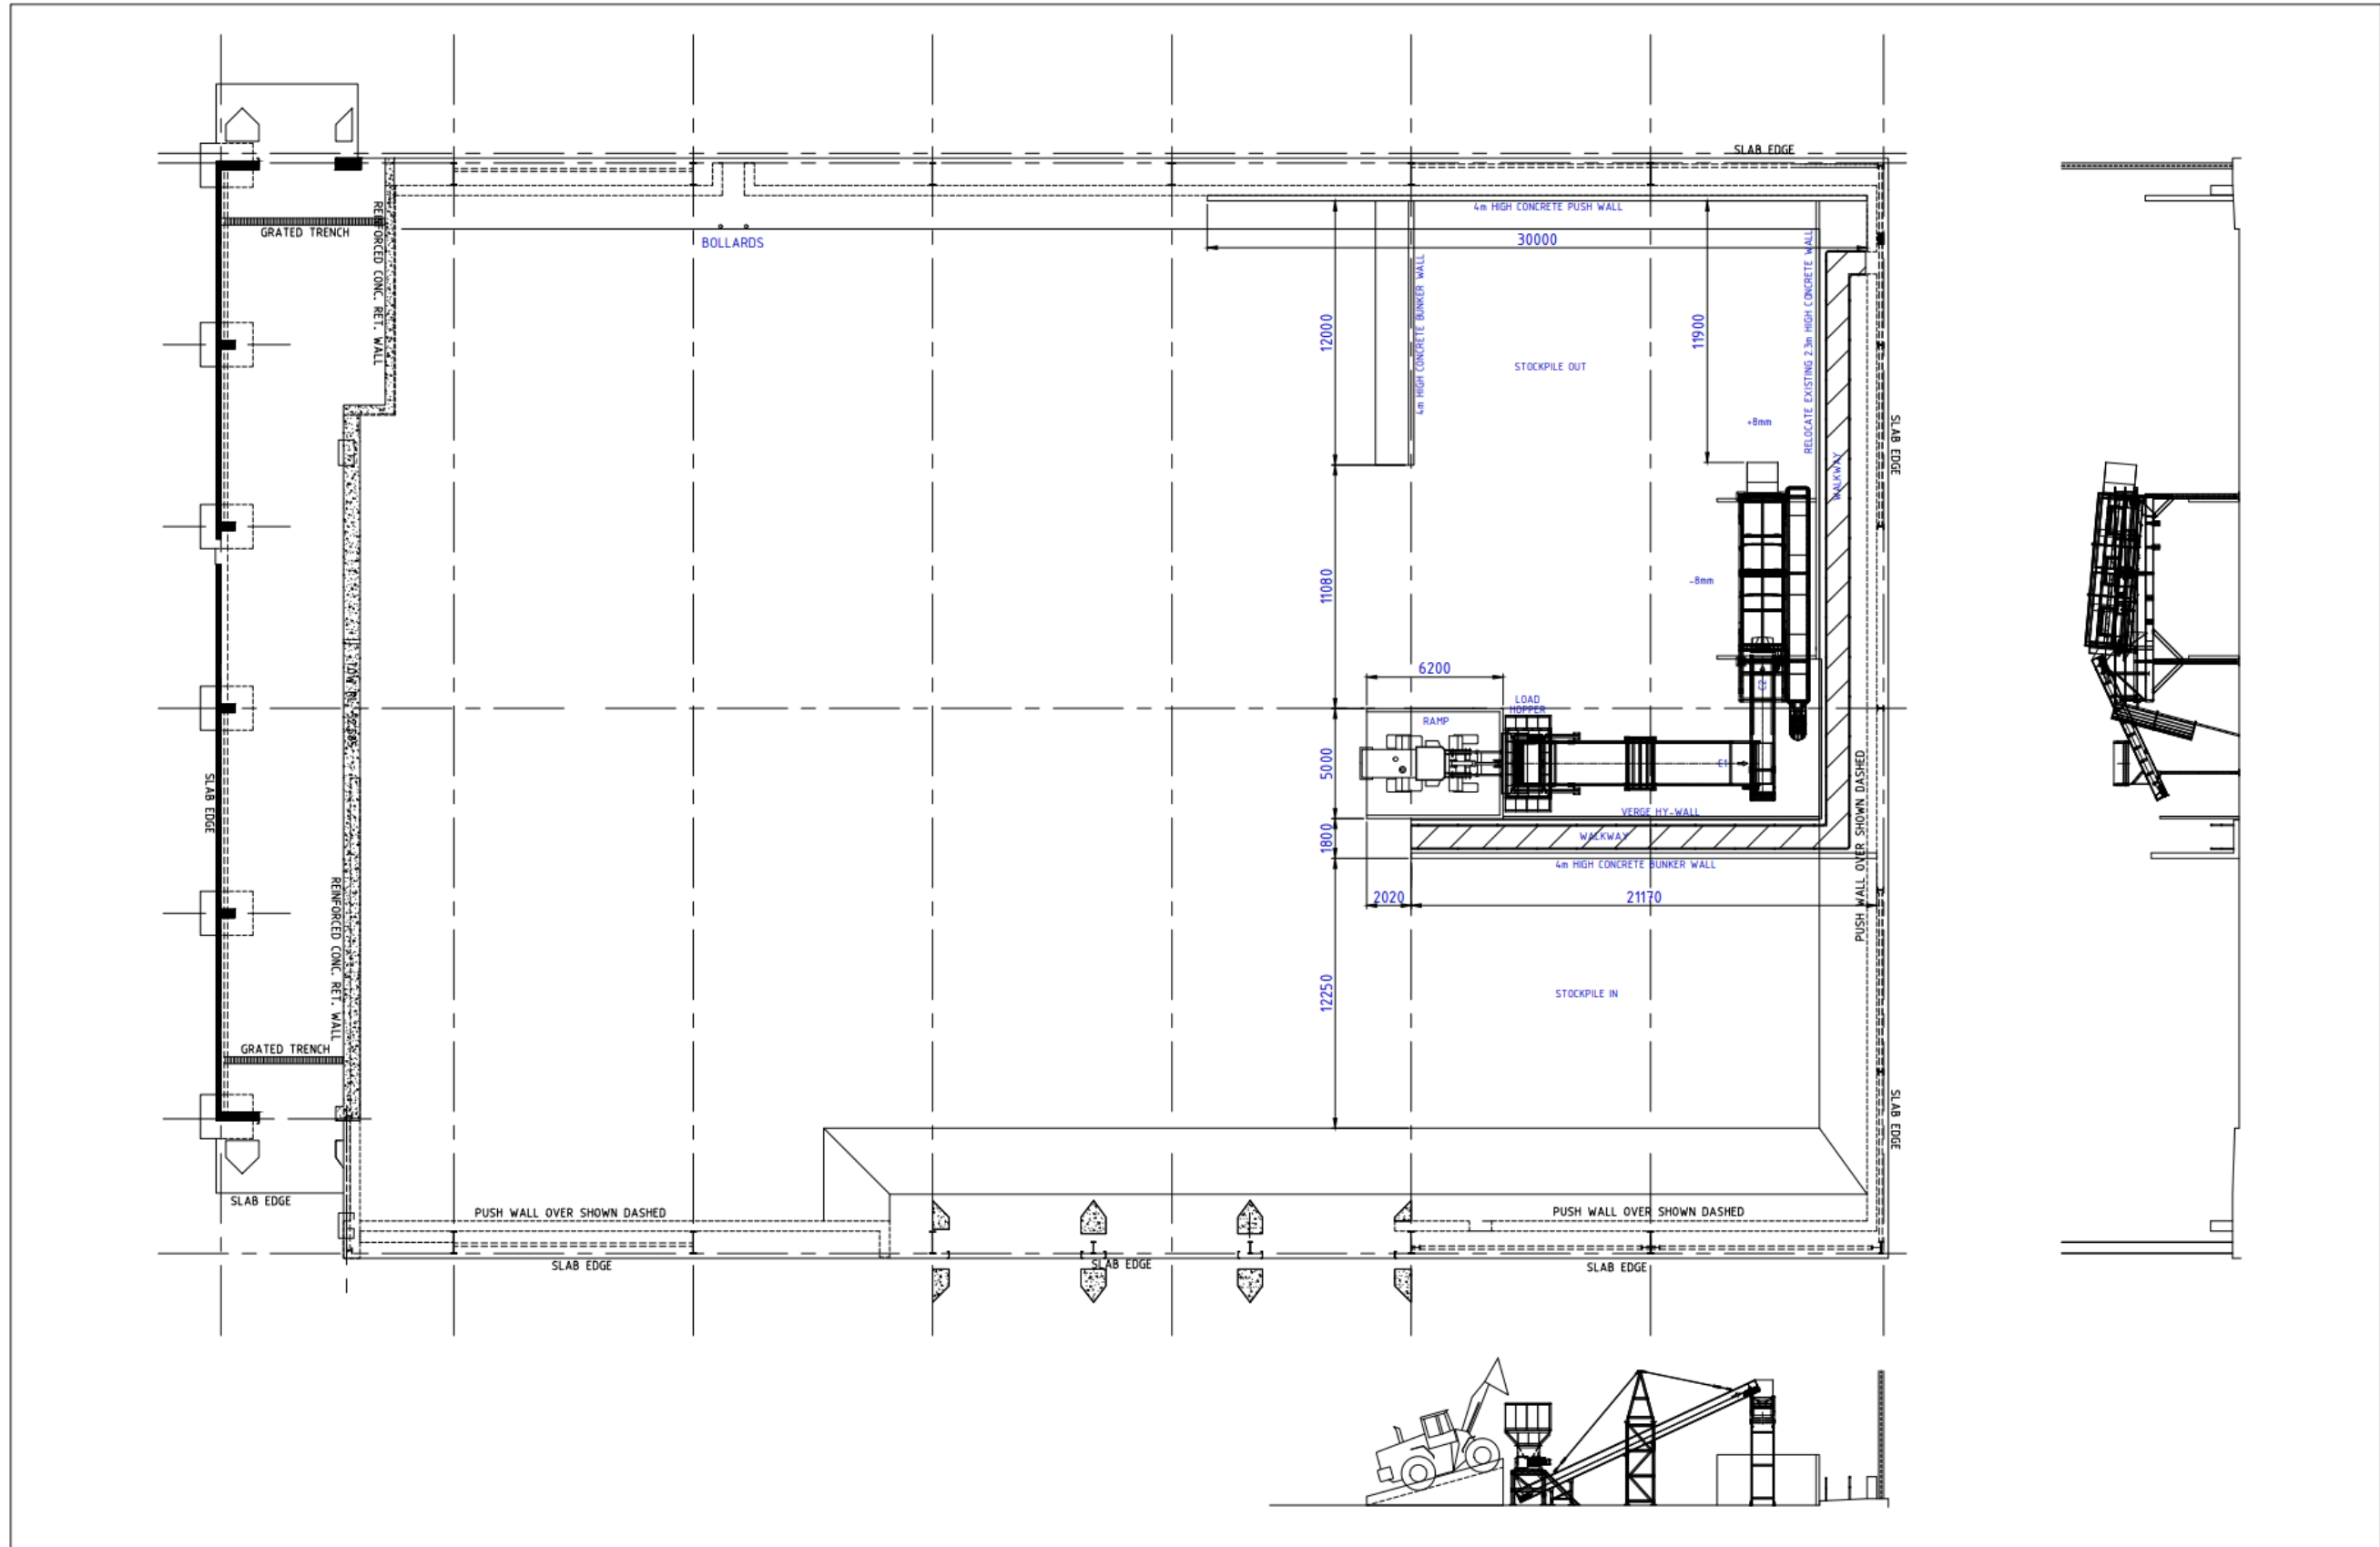 SLAB EDGE
4m HIGH CONCRETE PUSH WALL
GRATED TRENCH
REINFORCED CONC. RET. WALL
BOLLARDS
30000
4m HIGH CONCRETE BUNKER WALL
RELOCATE EXISTING 2.3m HIGH CONCRETE WALL
12000
11900
STOCKPILE OUT
+8mm
SLAB EDGE
WALKWAY
11080
-8mm
6200
C2
LOAD
HOPPER
RAMP
5000
SLAB EDGE
VERGE HY-WALL
1800
WALKWAY
4m HIGH CONCRETE BUNKER WALL
PUSH WALL OVER SHOWN DASHED
2020
21170
REINFORCED CONC. RET. WALL
12250
STOCKPILE IN
GRATED TRENCH
SLAB EDGE
SLAB EDGE
PUSH WALL OVER SHOWN DASHED
PUSH WALL OVER SHOWN DASHED
SLAB EDGE
SLAB EDGE
SLAB EDGE